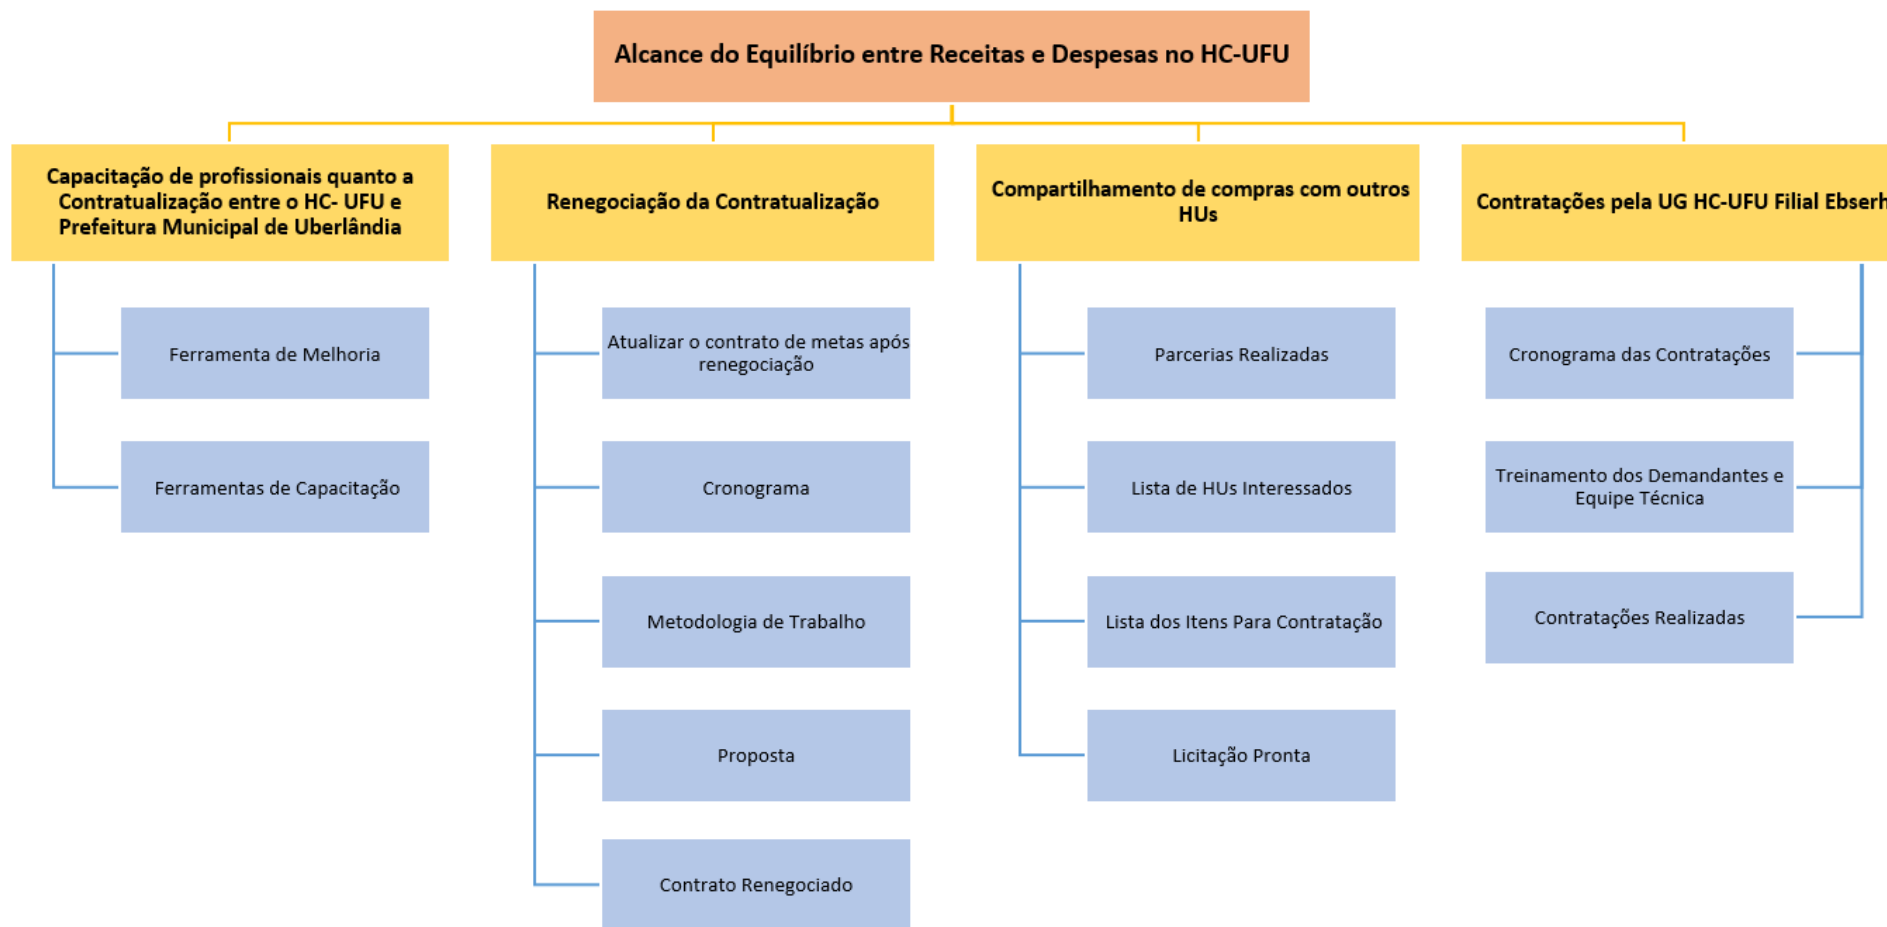 Alcance do Equilíbrio entre Receitas e Despesas no HC-UFU
Capacitação de profissionais quanto a
Contratualização entre o HC- UFU e
Prefeitura Municipal de Uberlândia
Ferramenta de Melhoria
Ferramentas de Capacitação
Renegociação da Contratualização
Atualizar o contrato de metas após
renegociação
Cronograma
Metodologia de Trabalho
Proposta
Contrato Renegociado
Compartilhamento de compras com outros
HUs
Parcerias Realizadas
Lista de HUs Interessados
Lista dos Itens Para Contratação
Licitação Pronta
Contratações pela UG HC-UFU Filial Ebserh
Cronograma das Contratações
Treinamento dos Demandantes e
Equipe Técnica
Contratações Realizadas